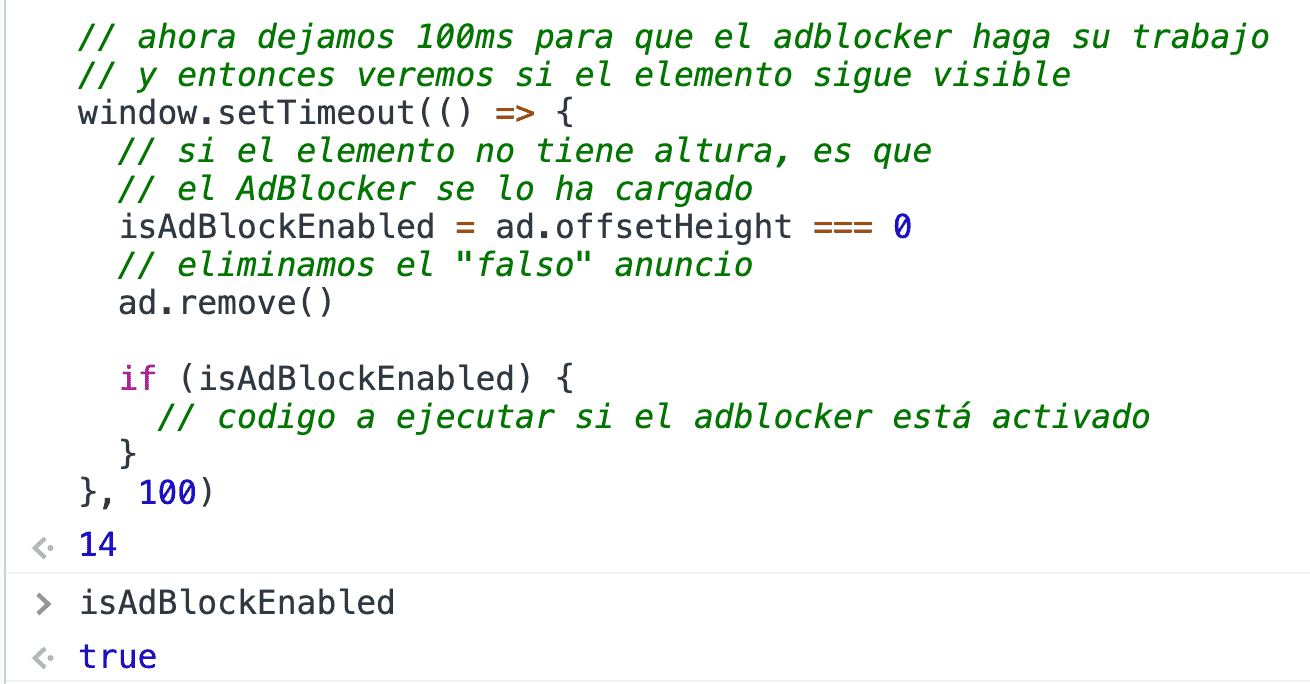 // ahora dejamos 100ms para que el adblocker haga su trabajo
// y entonces veremos si el elemento sigue visible
window.setTimeout(() => {
  // si el elemento no tiene altura, es que
  // el AdBlocker se lo ha cargado
  isAdBlockEnabled = ad.offsetHeight === 0
  // eliminamos el "falso" anuncio
  ad.remove()

  if (isAdBlockEnabled) {
    // codigo a ejecutar si el adblocker está activado
  }
}, 100)
14
> isAdBlockEnabled
true